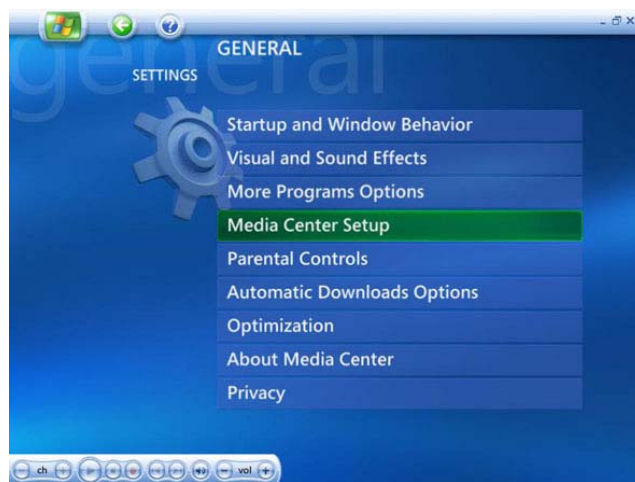 general
GENERAL
SETTINGS
Startup and Window Behavior
Visual and Sound Effects
More Programs Options
Media Center Setup
Parental Controls
Automatic Downloads Options
Optimization
About Media Center
Privacy
- ch + - vol +